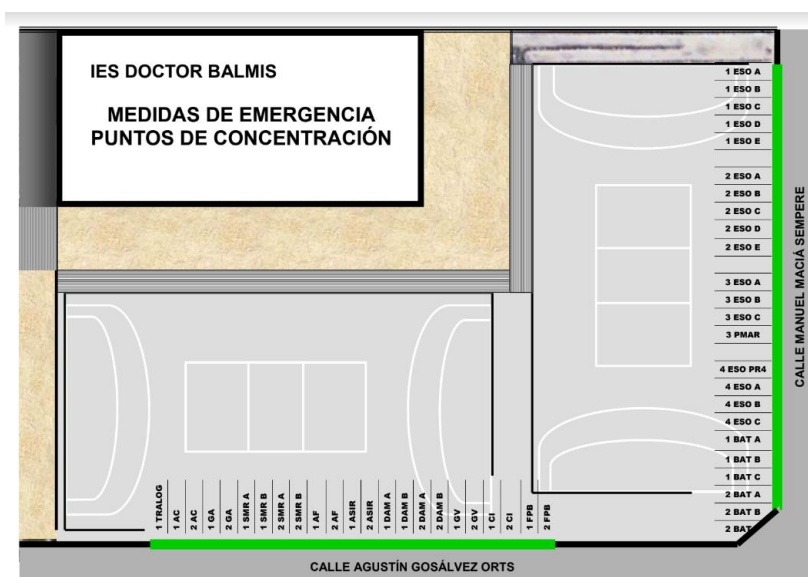 IES DOCTOR BALMIS
MEDIDAS DE EMERGENCIA
PUNTOS DE CONCENTRACIÓN
1 ESO A
1 ESO B
1 ESO C
1 ESO D
1 ESO E
2 ESO A
2 ESO B
2 ESO C
2 ESO D
2 ESO E
3 ESO A
3 ESO B
3 ESO C
3 PMAR
4 ESO PR4
4 ESO A
4 ESO B
4 ESO C
1 BAT A
1 BAT B
1 BAT C
2 BAT A
2 BAT B
2 BAT
CALLE MANUEL MACIÁ SEMPERE
1 TRALOG
1 AC
2 AC
1 GA
2 GA
1 SMR A
1 SMR B
2 SMR A
2 SMR B
1 AF
2 AF
1 ASIR
2 ASIR
1 DAM A
1 DAM B
2 DAM A
2 DAM B
1 GV
2 GV
1 CI
2 CI
1 FPB
2 FPB
CALLE AGUSTÍN GOSÁLVEZ ORTS